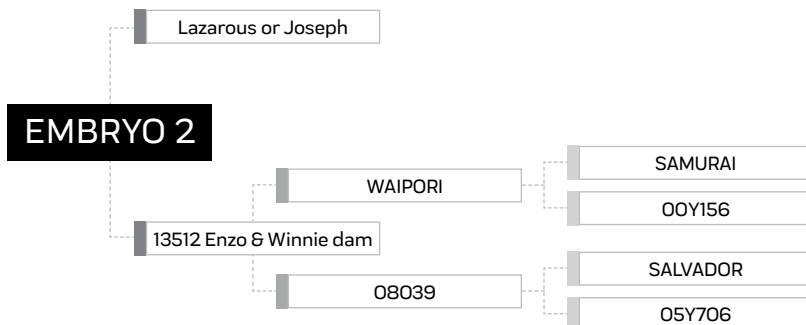 Lazarous or Joseph
EMBRYO 2
SAMURAI
WAIPORI
00Y156
13512 Enzo & Winnie dam
SALVADOR
08039
05Y706